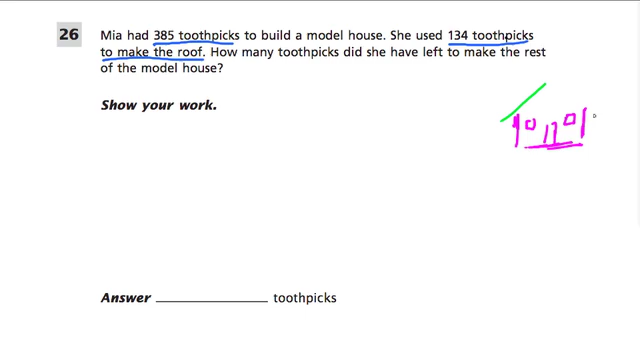 26 Mia had 385 toothpicks to build a model house. She used 134 toothpicks
to make the roof. How many toothpicks did she have left to make the rest
of the model house?
Show your work.
Answer ____________ toothpicks